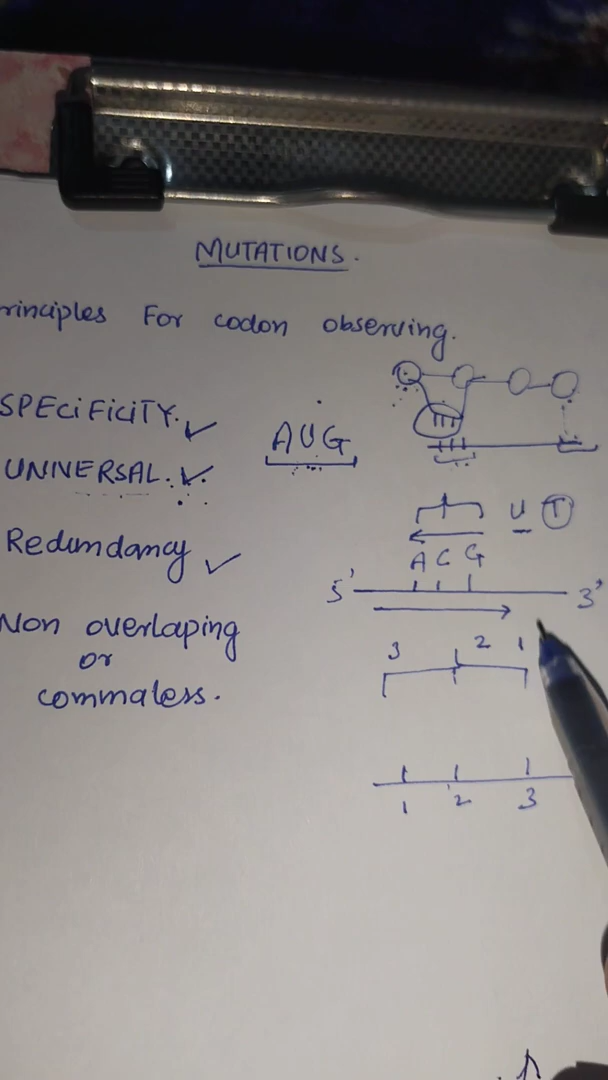 MUTATIONS.
rinciples For codon observing.
SPECiFiCiTY.
AUG
UNIVERSAL.
U T
Redundancy
A C G
5' 3'
Non overlaping
or
commaless.
3 2 1
1 2 3